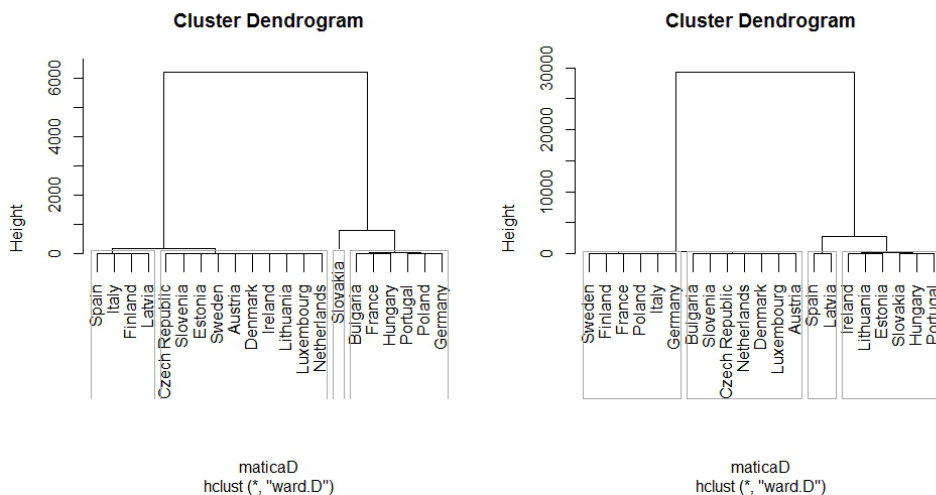 Cluster Dendrogram
Height
0
2000
4000
6000
Spain
Italy
Finland
Latvia
Czech Republic
Slovenia
Estonia
Sweden
Austria
Denmark
Ireland
Lithuania
Luxembourg
Netherlands
Slovakia
Bulgaria
France
Hungary
Portugal
Poland
Germany
maticaD
hclust (*, "ward.D")
Cluster Dendrogram
Height
0
10000
20000
30000
Sweden
Finland
France
Poland
Italy
Germany
Bulgaria
Slovenia
Czech Republic
Netherlands
Denmark
Luxembourg
Austria
Spain
Latvia
Ireland
Lithuania
Estonia
Slovakia
Hungary
Portugal
maticaD
hclust (*, "ward.D")